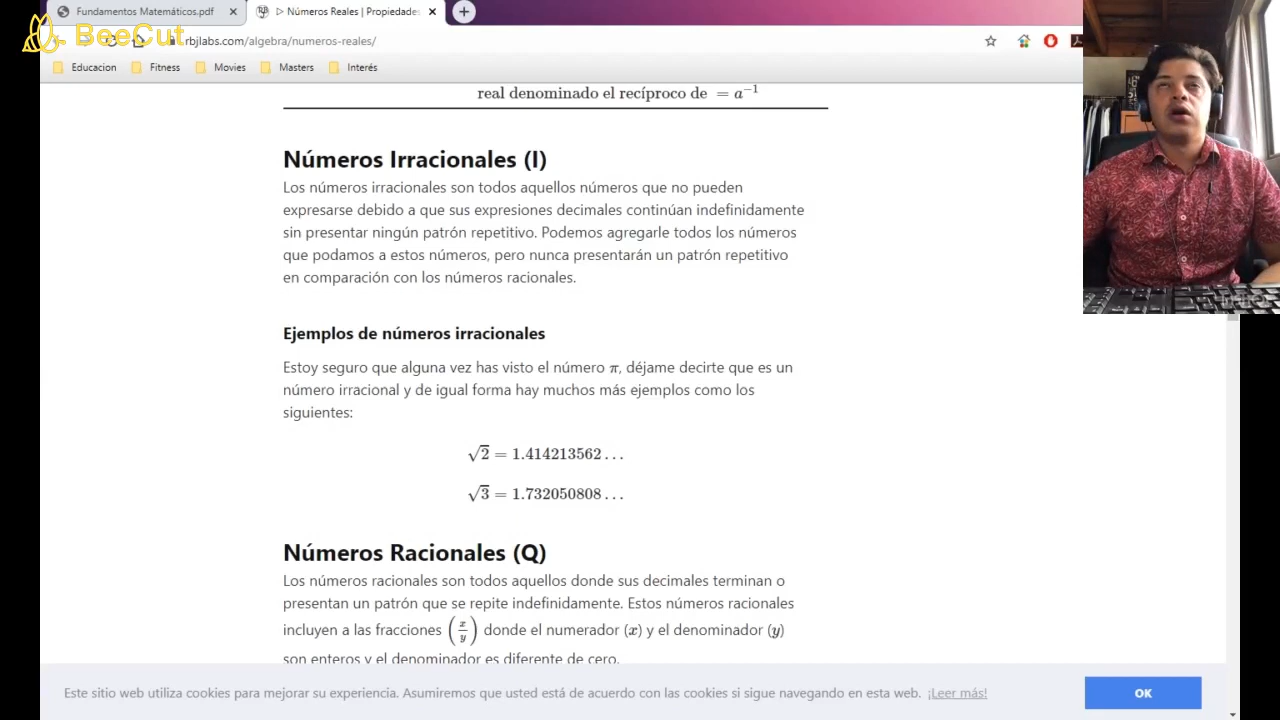 Fundamentos Matemáticos.pdf
▷ Números Reales | Propiedades
BeeCut
rbjlabs.com/algebra/numeros-reales/
Educacion
Fitness
Movies
Masters
Interés
real denominado el recíproco de = a⁻¹
Números Irracionales (I)
Los números irracionales son todos aquellos números que no pueden
expresarse debido a que sus expresiones decimales continúan indefinidamente
sin presentar ningún patrón repetitivo. Podemos agregarle todos los números
que podamos a estos números, pero nunca presentarán un patrón repetitivo
en comparación con los números racionales.
Ejemplos de números irracionales
Estoy seguro que alguna vez has visto el número π, déjame decirte que es un
número irracional y de igual forma hay muchos más ejemplos como los
siguientes:
√2 = 1.414213562 . . .
√3 = 1.732050808 . . .
Números Racionales (Q)
Los números racionales son todos aquellos donde sus decimales terminan o
presentan un patrón que se repite indefinidamente. Estos números racionales
incluyen a las fracciones (x/y) donde el numerador (x) y el denominador (y)
son enteros y el denominador es diferente de cero.
Este sitio web utiliza cookies para mejorar su experiencia. Asumiremos que usted está de acuerdo con las cookies si sigue navegando en esta web. ¡Leer más!
OK